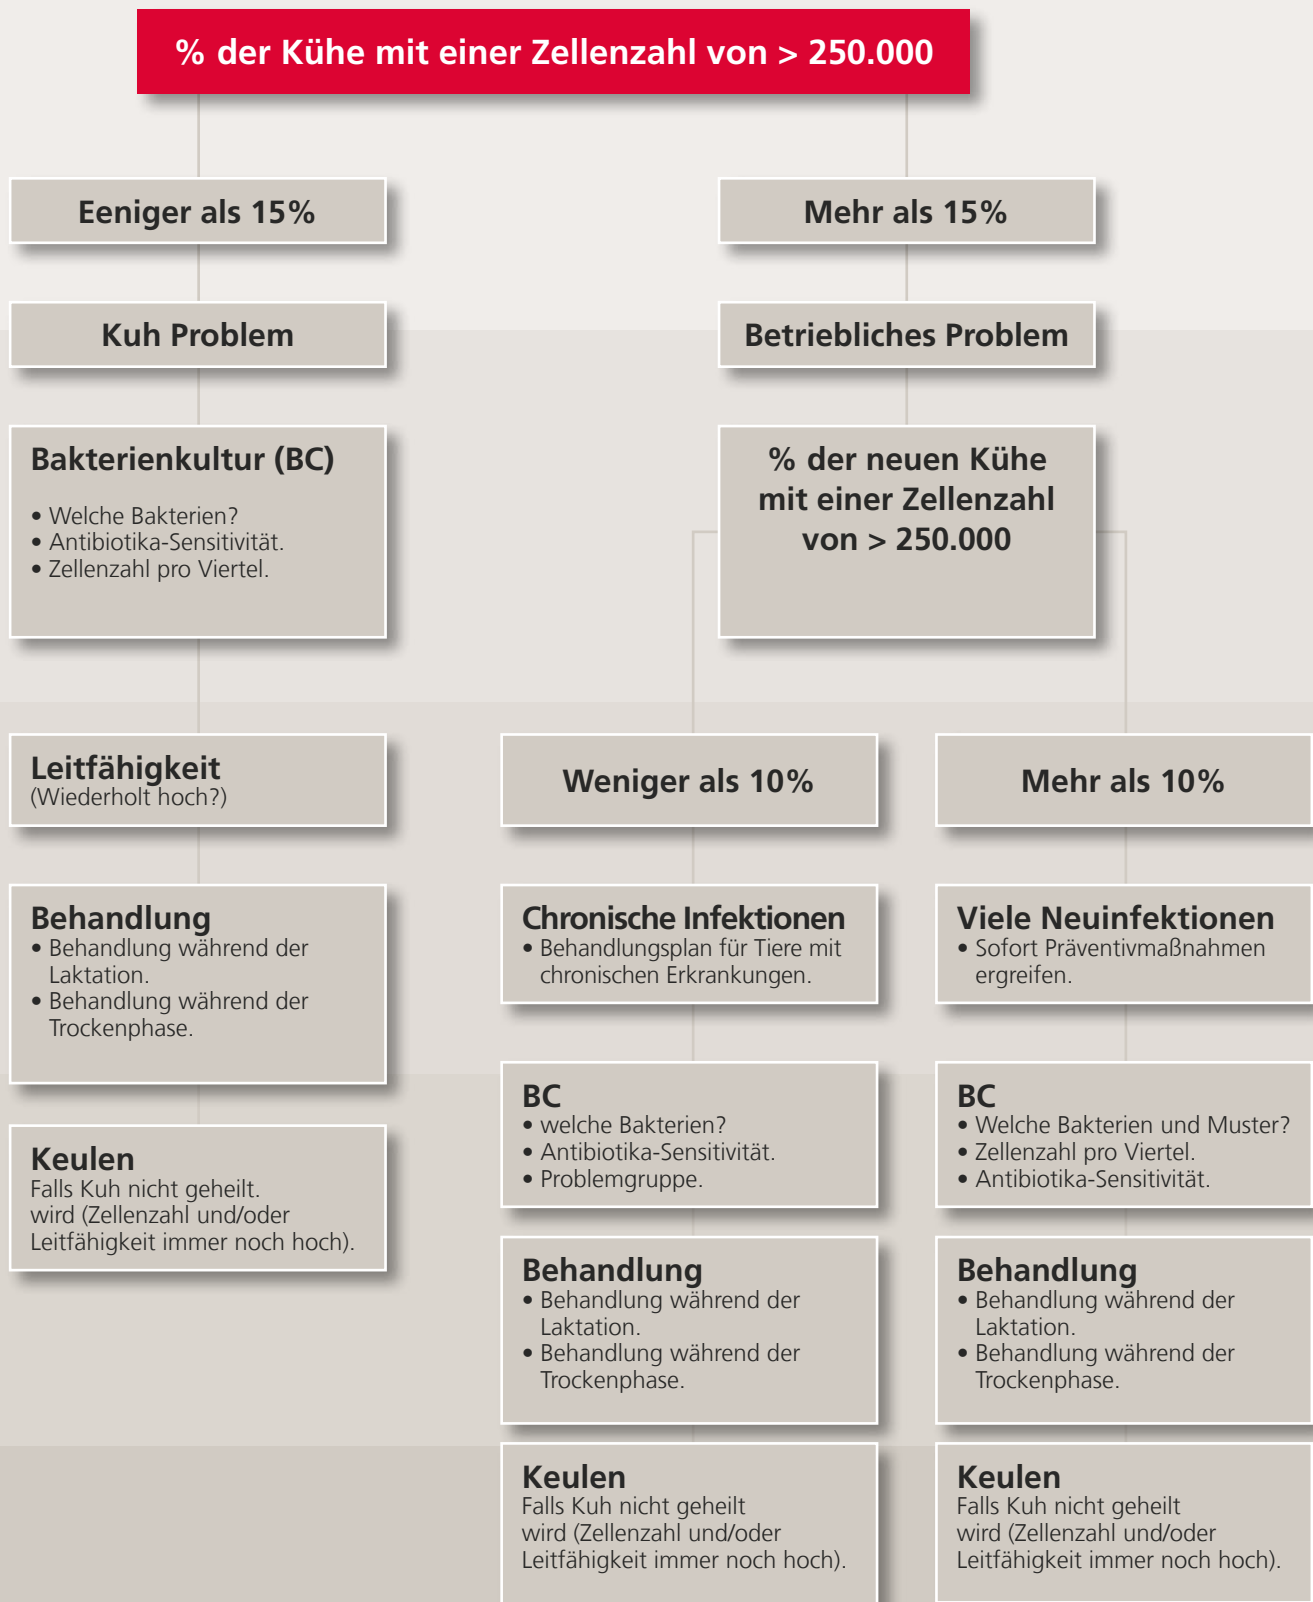 % der Kühe mit einer Zellenzahl von > 250.000
Eeniger als 15%
Kuh Problem
Bakterienkultur (BC)
• Welche Bakterien?
• Antibiotika-Sensitivität.
• Zellenzahl pro Viertel.
Leitfähigkeit
(Wiederholt hoch?)
Behandlung
• Behandlung während der
Laktation.
• Behandlung während der
Trockenphase.
Keulen
Falls Kuh nicht geheilt.
wird (Zellenzahl und/oder
Leitfähigkeit immer noch hoch).
Mehr als 15%
Betriebliches Problem
% der neuen Kühe
mit einer Zellenzahl
von > 250.000
Weniger als 10%
Chronische Infektionen
• Behandlungsplan für Tiere mit
chronischen Erkrankungen.
BC
• welche Bakterien?
• Antibiotika-Sensitivität.
• Problemgruppe.
Behandlung
• Behandlung während der
Laktation.
• Behandlung während der
Trockenphase.
Keulen
Falls Kuh nicht geheilt
wird (Zellenzahl und/oder
Leitfähigkeit immer noch hoch).
Mehr als 10%
Viele Neuinfektionen
• Sofort Präventivmaßnahmen
ergreifen.
BC
• Welche Bakterien und Muster?
• Zellenzahl pro Viertel.
• Antibiotika-Sensitivität.
Behandlung
• Behandlung während der
Laktation.
• Behandlung während der
Trockenphase.
Keulen
Falls Kuh nicht geheilt
wird (Zellenzahl und/oder
Leitfähigkeit immer noch hoch).